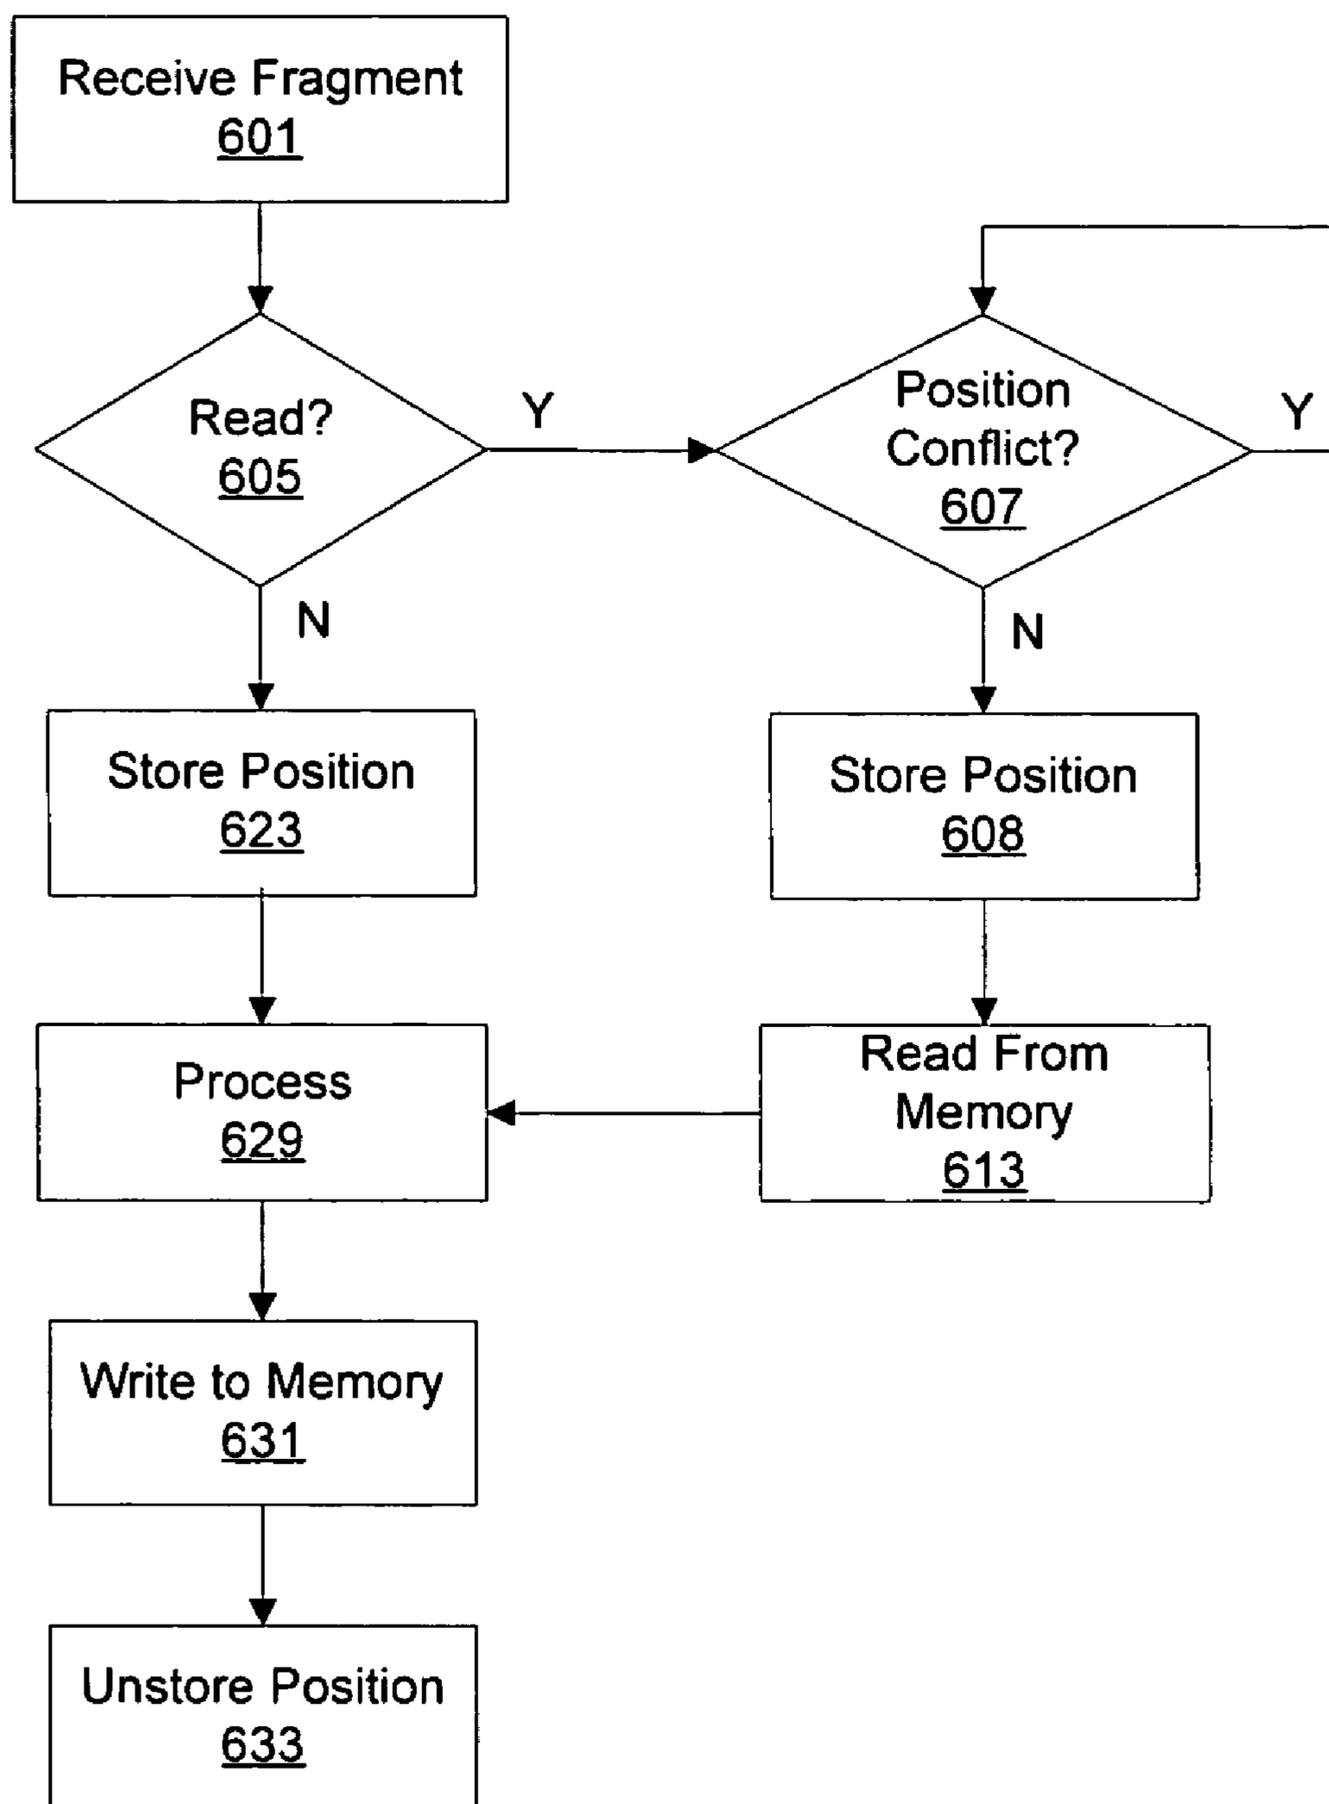 Receive Fragment
601
Read?
605
Y
Position
Conflict?
607
Y
N
N
Store Position
623
Store Position
608
Process
629
Read From
Memory
613
Write to Memory
631
Unstore Position
633